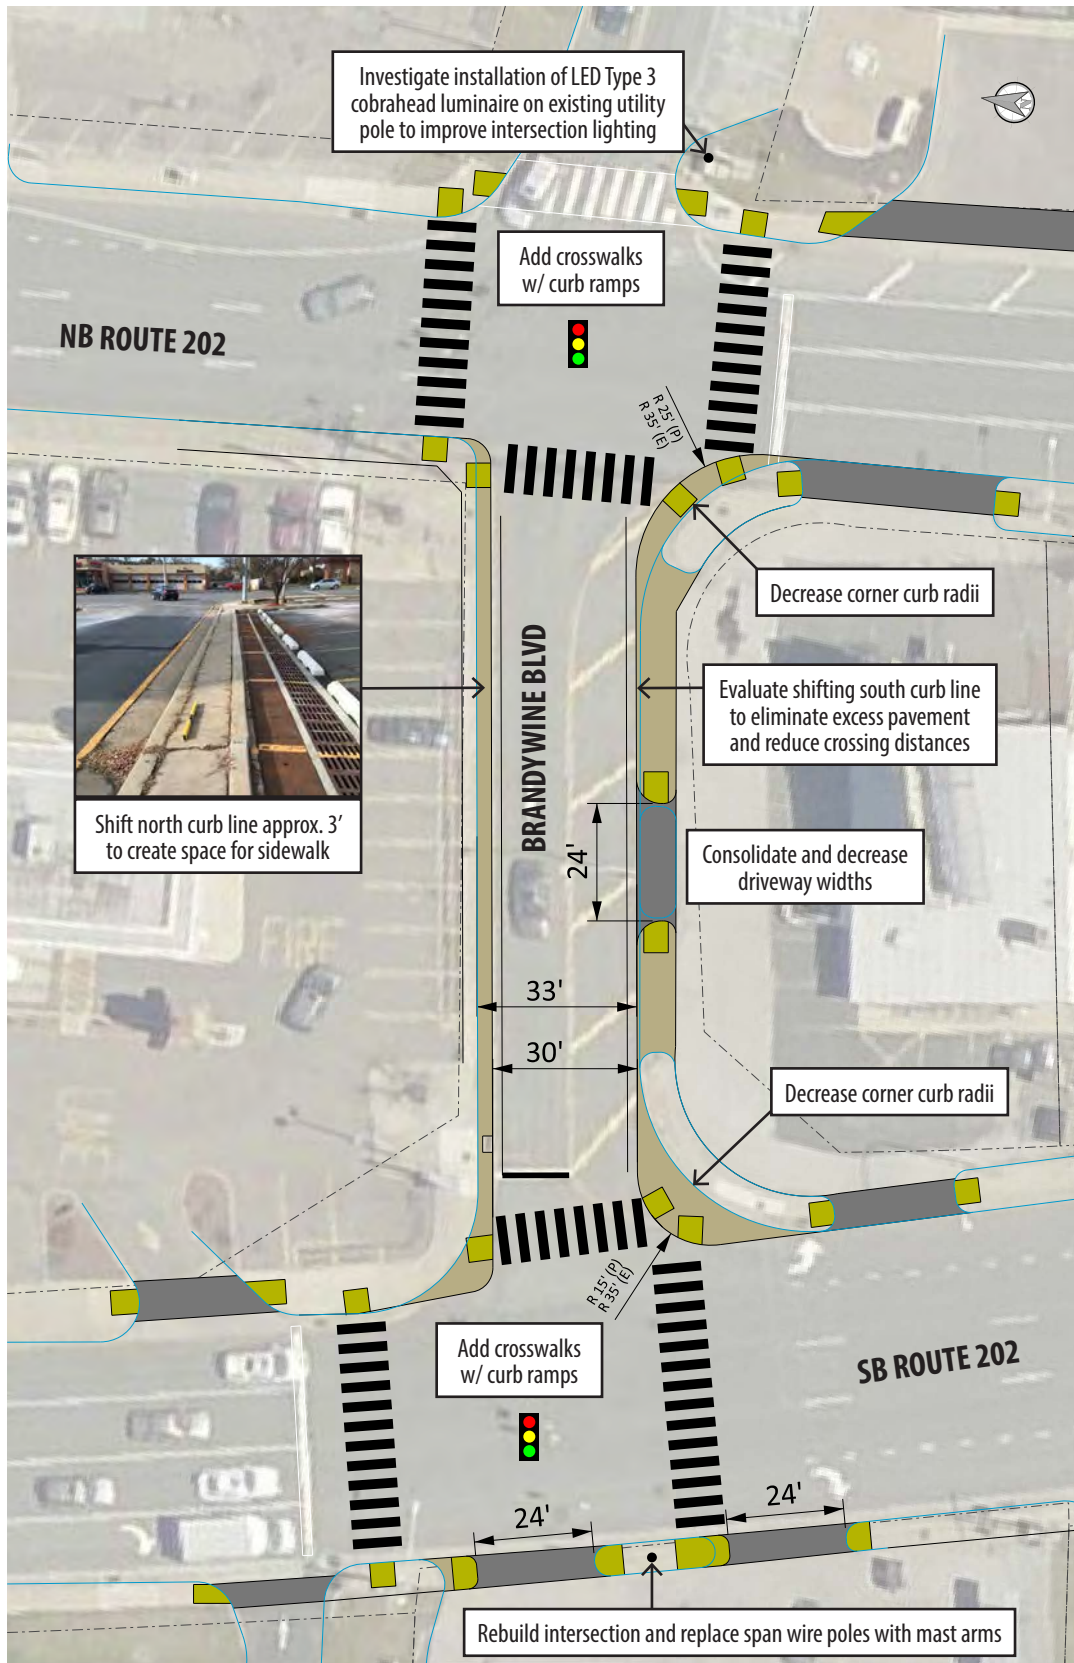 Investigate installation of LED Type 3
cobrahead luminaire on existing utility
pole to improve intersection lighting
Add crosswalks
w/ curb ramps
NB ROUTE 202
R 25' (P)
R 35' (E)
Decrease corner curb radii
BRANDYWINE BLVD
Evaluate shifting south curb line
to eliminate excess pavement
and reduce crossing distances
Shift north curb line approx. 3'
to create space for sidewalk
24'
Consolidate and decrease
driveway widths
33'
30'
Decrease corner curb radii
R 15' (P)
R 35' (E)
Add crosswalks
w/ curb ramps
SB ROUTE 202
24'
24'
Rebuild intersection and replace span wire poles with mast arms